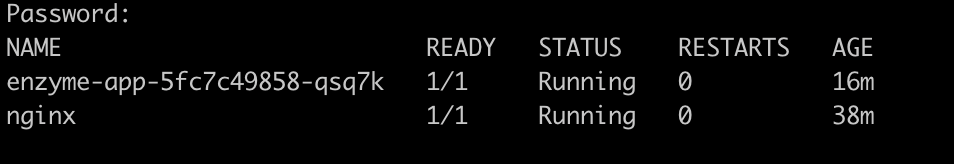 Password:
NAME READY STATUS RESTARTS AGE
enzyme-app-5fc7c49858-qsq7k 1/1 Running 0 16m
nginx 1/1 Running 0 38m